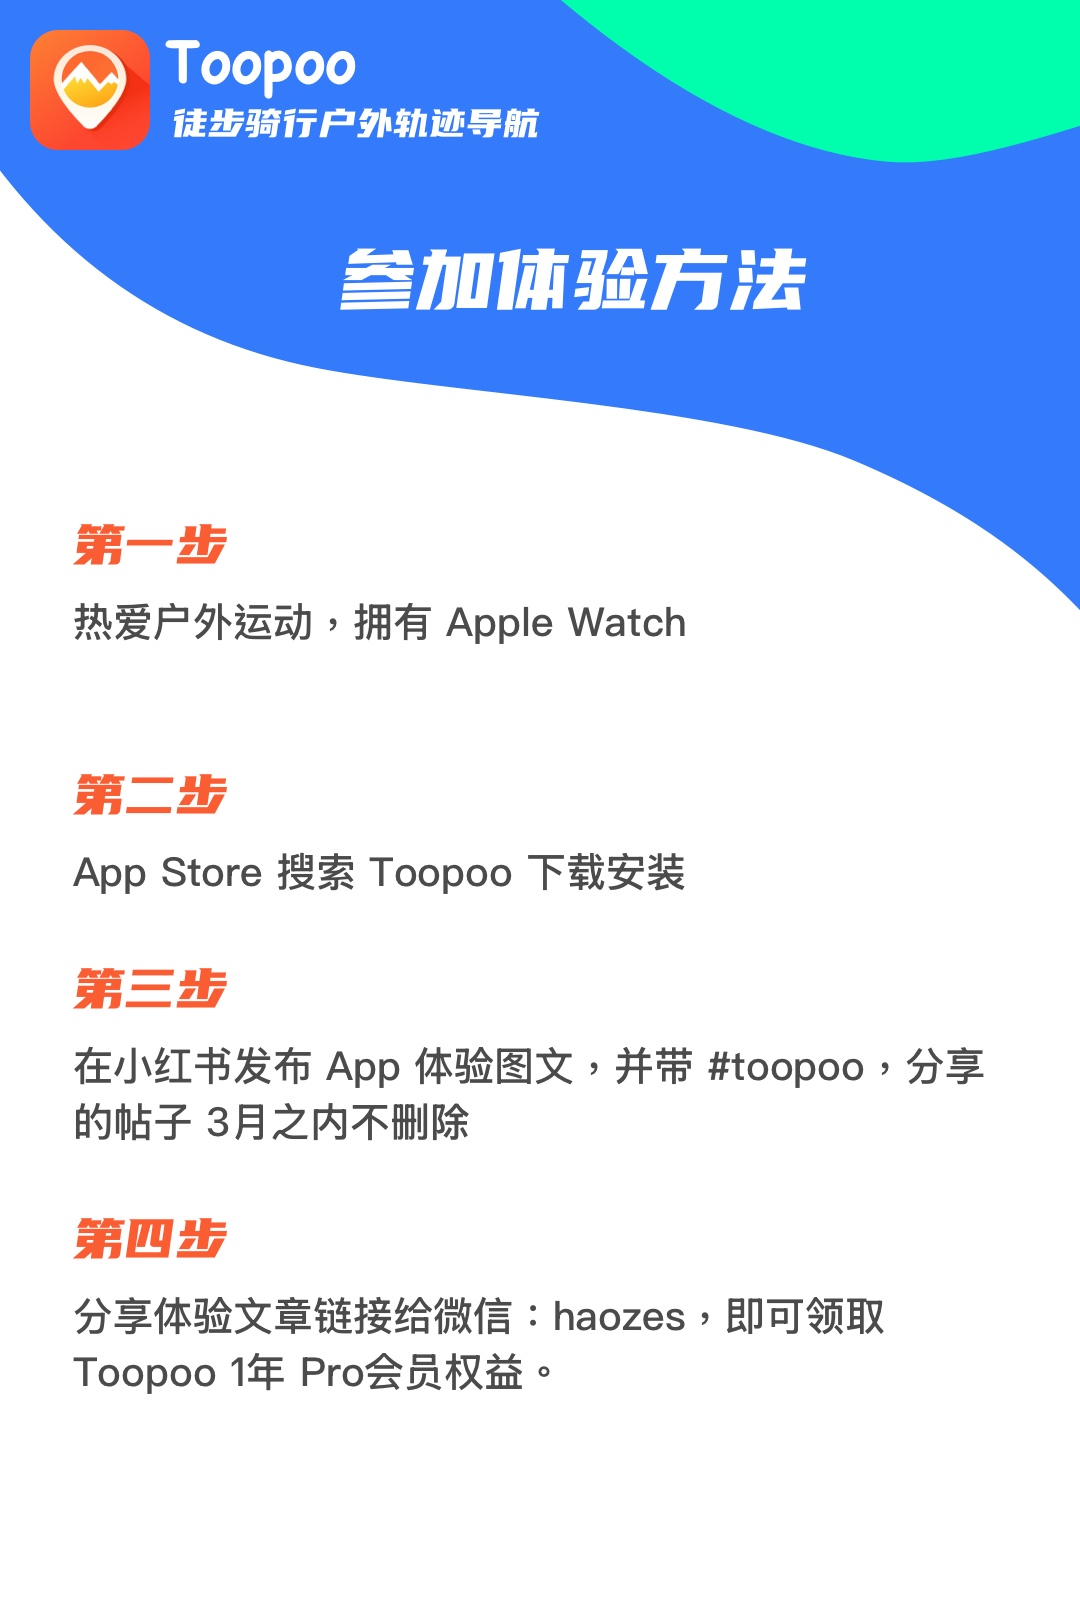 Toopoo
徒步骑行户外轨迹导航
参加体验方法
第一步
热爱户外运动，拥有 Apple Watch
第二步
App Store 搜索 Toopoo 下载安装
第三步
在小红书发布 App 体验图文，并带 #toopoo，分享
的帖子 3月之内不删除
第四步
分享体验文章链接给微信：haozes，即可领取
Toopoo 1年 Pro会员权益。